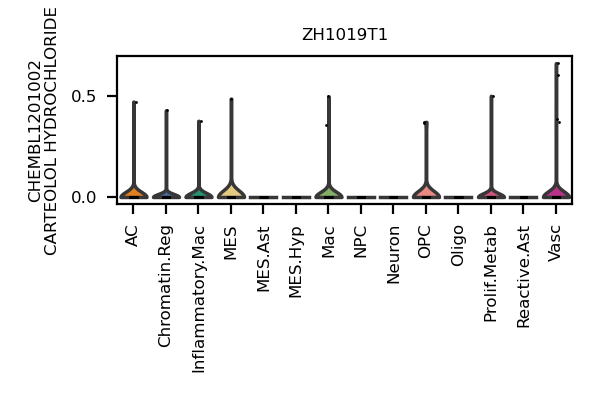 ZH1019T1
CHEMBL1201002
CARTEOLOL HYDROCHLORIDE
0.5
0.0
AC
Chromatin.Reg
Inflammatory.Mac
MES
MES.Ast
MES.Hyp
Mac
NPC
Neuron
OPC
Oligo
Prolif.Metab
Reactive.Ast
Vasc